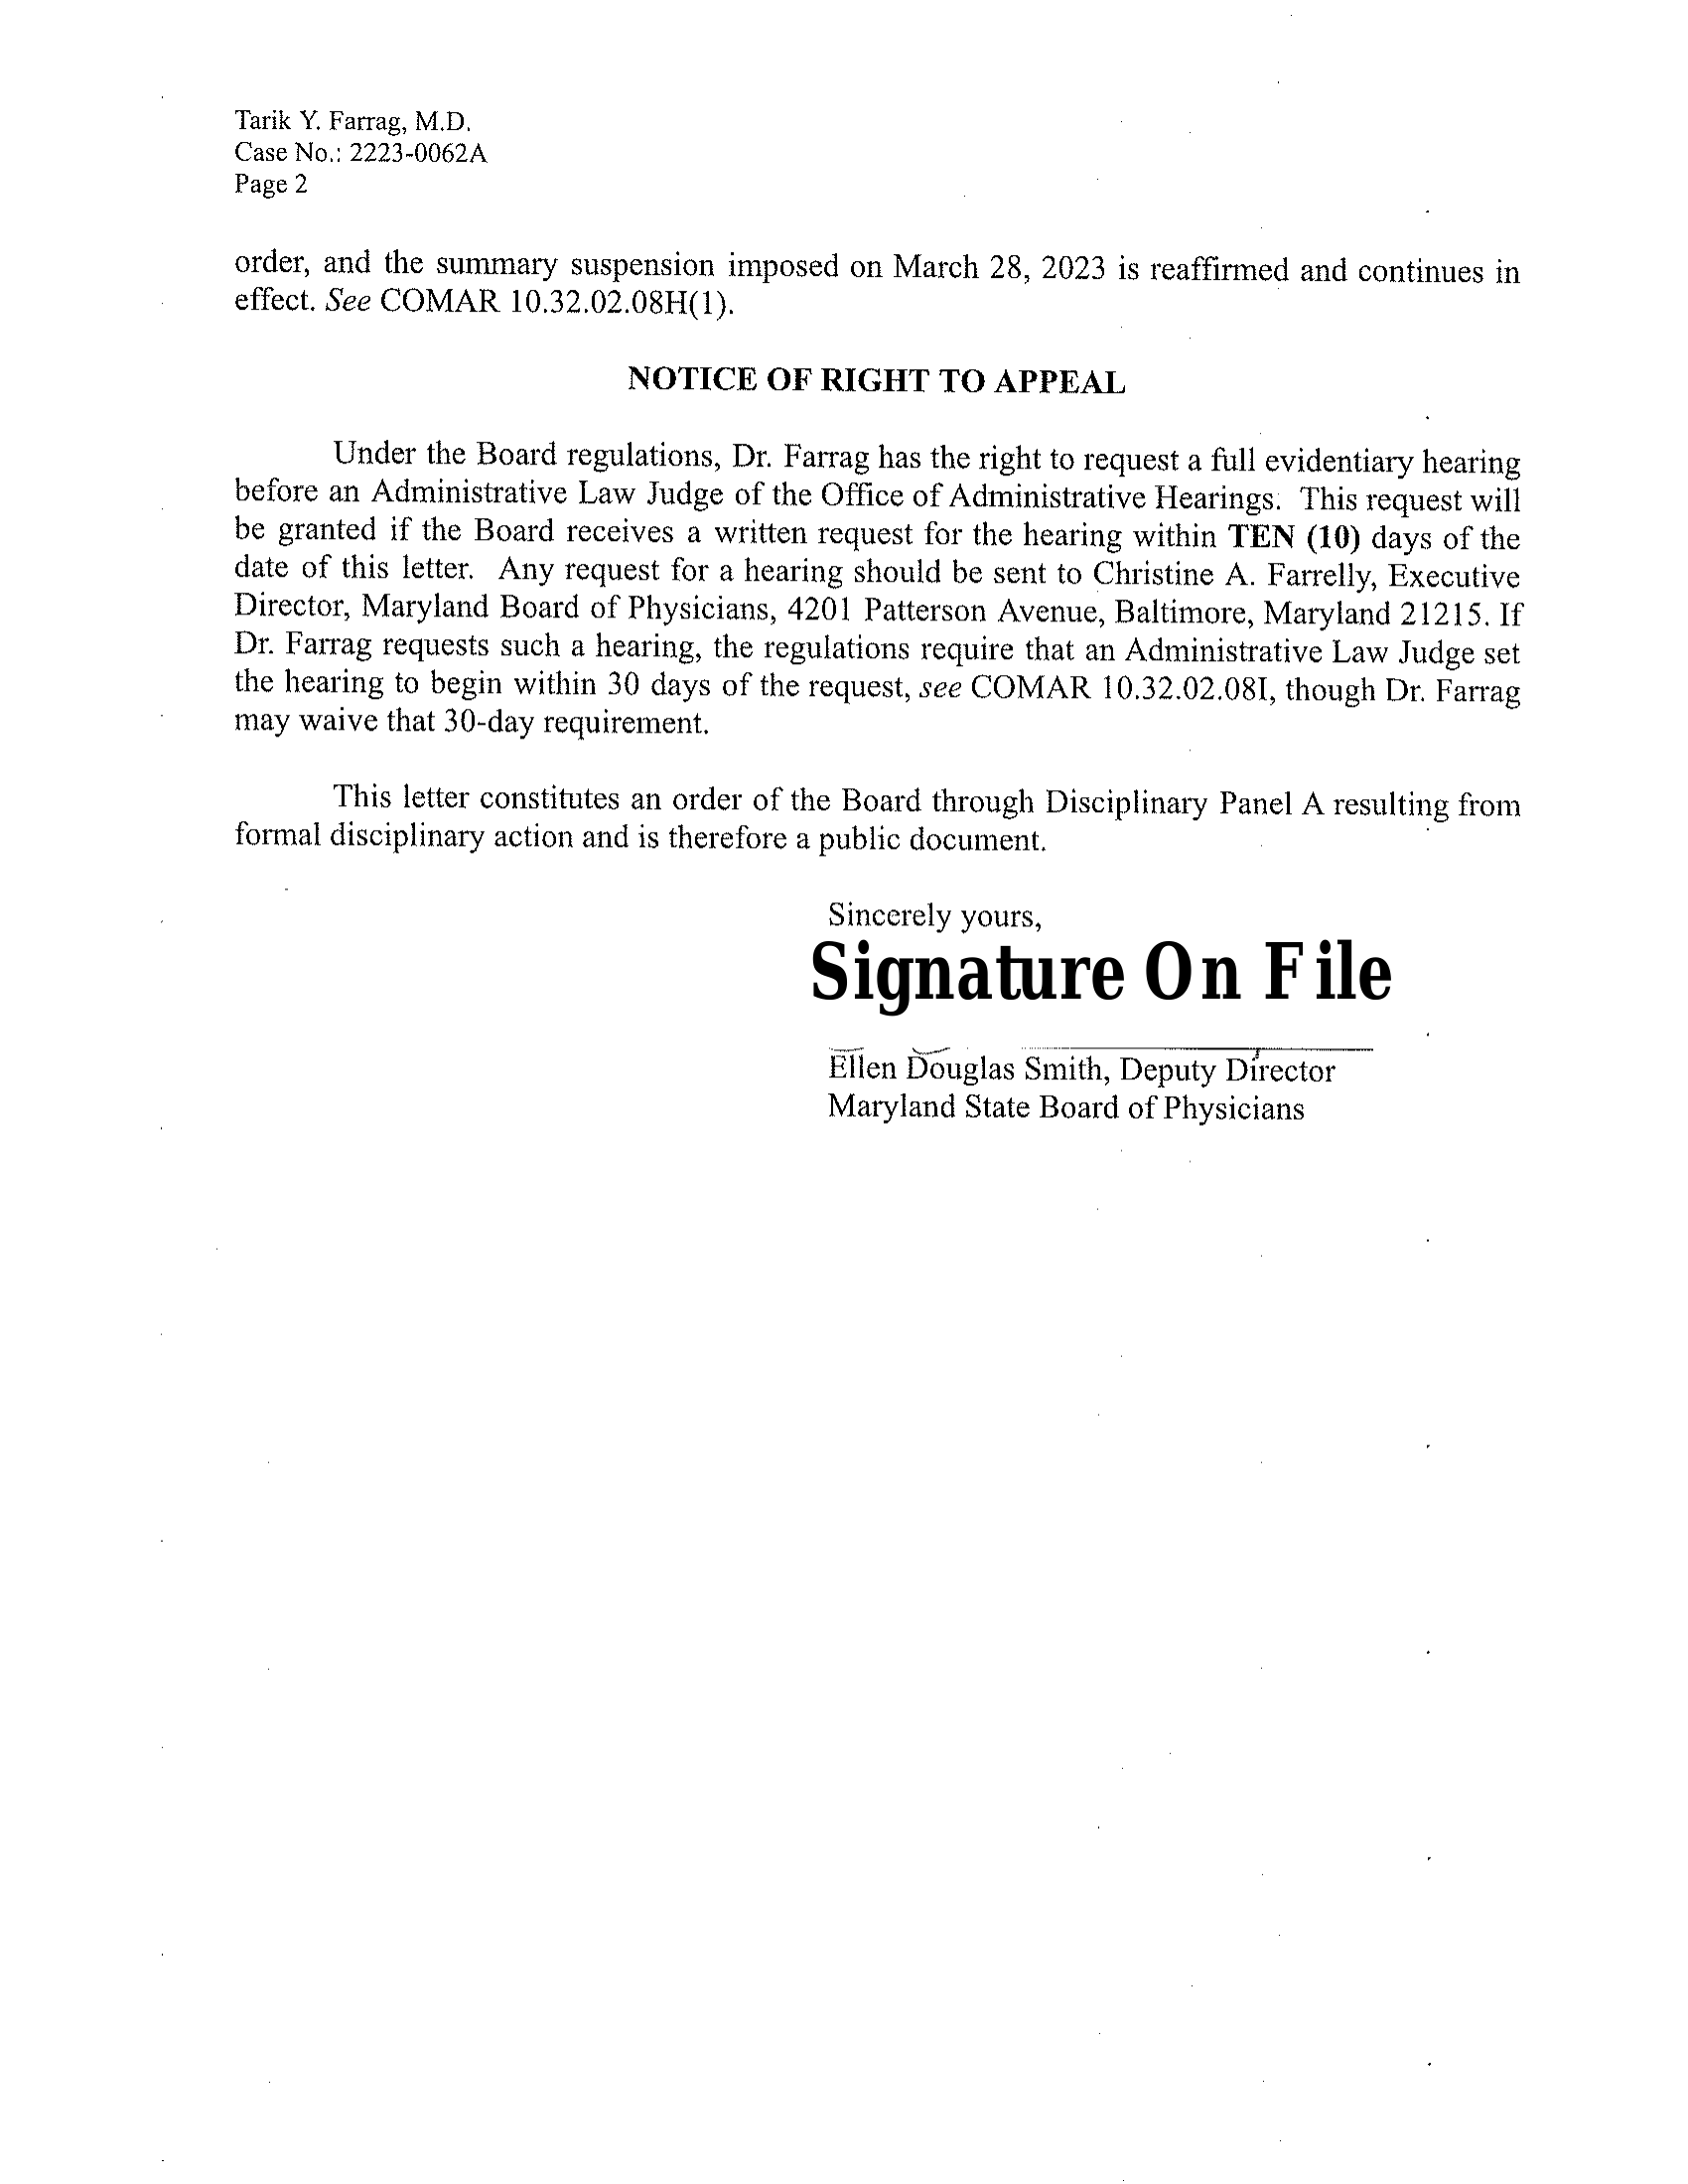 Tarik Y. Farrag, M.D.
Case No.: 2223-0062A
Page 2
order, and the summary suspension imposed on March 28, 2023 is reaffirmed and continues in
effect. See COMAR 10.32.02.08H(1).
NOTICE OF RIGHT TO APPEAL
Under the Board regulations, Dr. Farrag has the right to request a full evidentiary hearing
before an Administrative Law Judge of the Office of Administrative Hearings. This request will
be granted if the Board receives a written request for the hearing within TEN (10) days of the
date of this letter. Any request for a hearing should be sent to Christine A. Farrelly, Executive
Director, Maryland Board of Physicians, 4201 Patterson Avenue, Baltimore, Maryland 21215. If
Dr. Farrag requests such a hearing, the regulations require that an Administrative Law Judge set
the hearing to begin within 30 days of the request, see COMAR 10.32.02.08I, though Dr. Farrag
may waive that 30-day requirement.
This letter constitutes an order of the Board through Disciplinary Panel A resulting from
formal disciplinary action and is therefore a public document.
Sincerely yours,
Signature On File
Ellen Douglas Smith, Deputy Director
Maryland State Board of Physicians